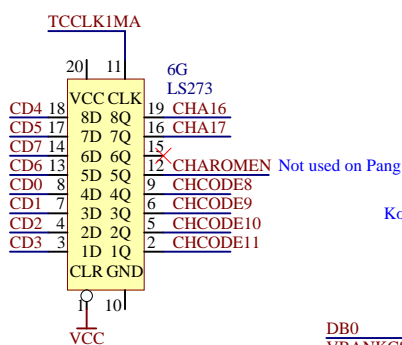 TCCLK1MA
20 11 6G
LS273
VCC CLK
CD4 18 8D 8Q 19 CHA16
CD5 17 7D 7Q 16 CHA17
CD7 14 6D 6Q 15
CD6 13 5D 5Q 12 CHAROMEN Not used on Pang
CD0 8 4D 4Q 9 CHCODE8
CD1 7 3D 3Q 6 CHCODE9
CD2 4 2D 2Q 5 CHCODE10
CD3 3 1D 1Q 2 CHCODE11
Ko
CLR GND
1 10
VCC
DB0